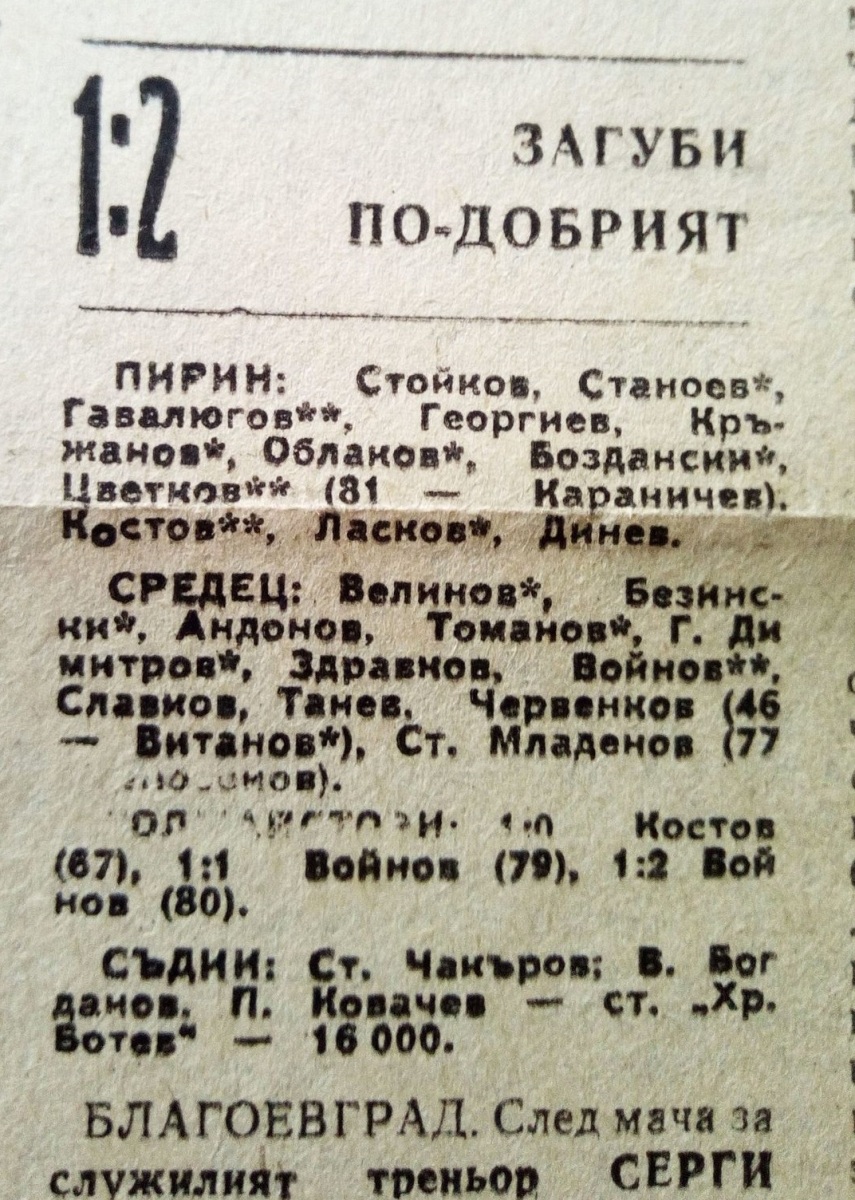 1:2
ЗАГУБИ
ПО-ДОБРИЯТ
ПИРИН: Стойков, Станоев*,
Гавалюгов**, Георгиев, Кръ-
жанов*, Облаков*, Боздански*,
Цветков** (81 — Караничев).
Костов**, Ласков*, Динев.
СРЕДЕЦ: Велинов*, Безинс-
ки*, Андонов, Томанов*, Г. Ди
митров*, Здравков, Войнов**,
Славков, Танев. Червенков (46
— Витанов*), Ст. Младенов (77
1:0 Костов
(67), 1:1 Войнов (79), 1:2 Вой
нов (80).
СЪДИИ: Ст. Чакъров; В. Бог
данов. П. Ковачев — ст. „Хр.
Ботев“ — 16 000.
БЛАГОЕВГРАД. След мача за
служилият треньор СЕРГИ